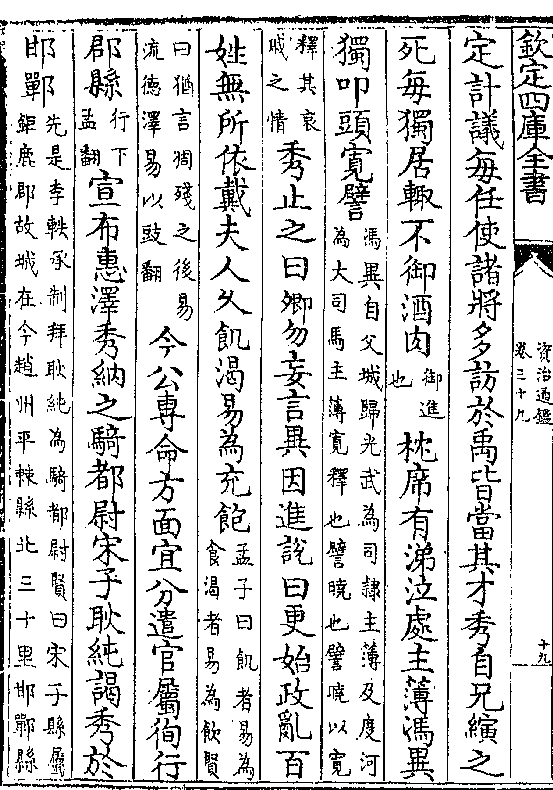 欽定四庫全書
資治通鑑
卷三十九
十九
定計議每任使諸將多訪於禹皆當其才秀自兄縯之
死每獨居輒不御酒肉御進也枕席有涕泣處主薄馮異
獨叩頭寛譬馮異自父城歸光武為司隸主薄及度河為大司馬主薄寛釋也譬曉也譬曉以寛
釋其哀戚之情秀止之曰卿勿妄言異因進說曰更始政亂百
姓無所依戴夫人久飢渴易為充飽孟子曰飢者易為食渴者易為飲賢
曰猶言凋殘之後易流德澤易以豉翻今公專命方面宜分遣官屬徇行
郡縣行下孟翻宣布惠澤秀納之騎都尉宋子耿純謁秀於
邯鄲先是李軼承制拜耿純為騎都尉賢曰宋子縣屬鉅鹿郡故城在今趙州平棘縣北三十里邯鄲縣